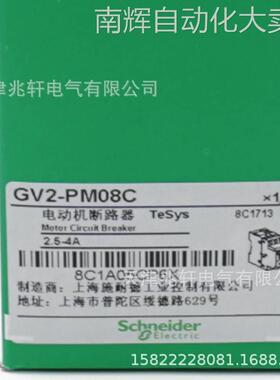 南辉自动化大卖
津兆轩电气有限公司
GV2-PM08C
×1
电动机断路器 TeSys
Motor Circuit Breaker
8C1713
2.5-4A
8C1A05CP6X
制造商：上海施耐德工业控制有限公司
地址：上海市普陀区绥德路629号
Schneider
Electric
15822228081.1688.